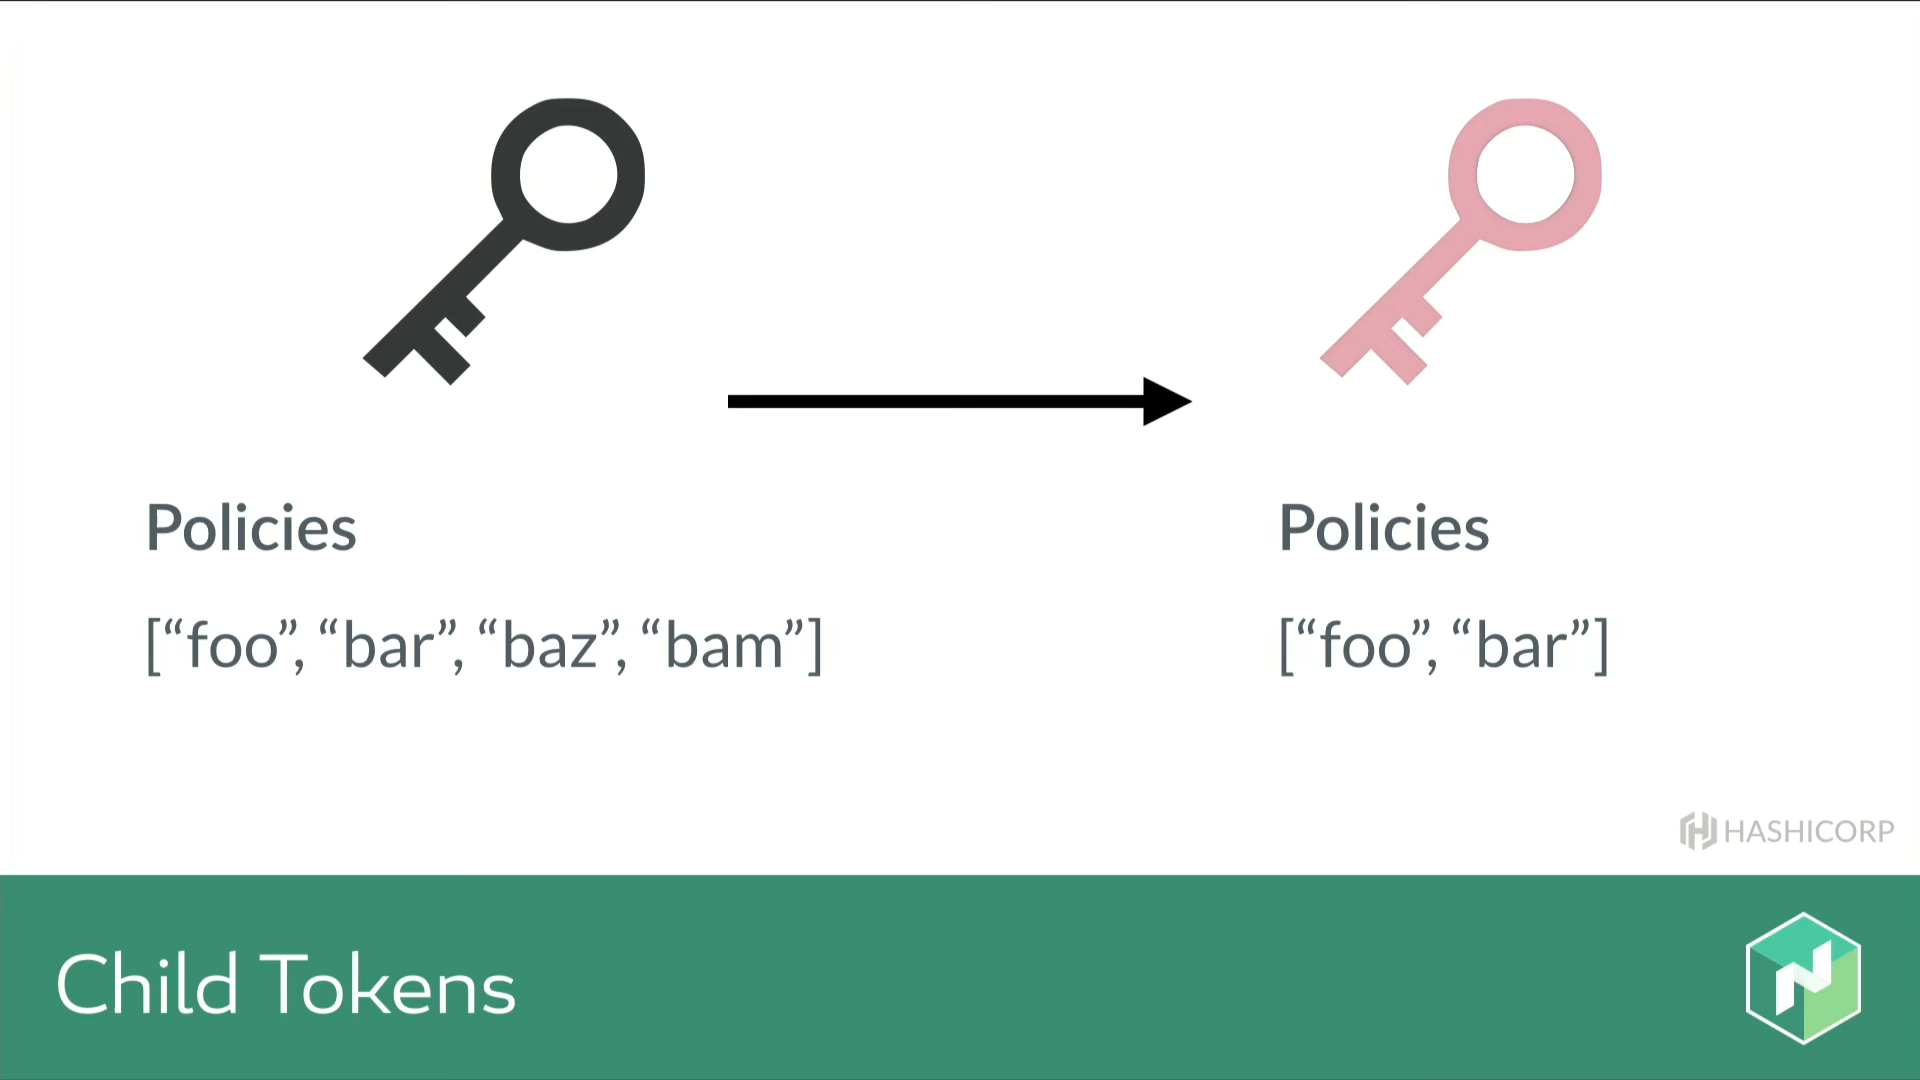 Policies
[“foo”, “bar”, “baz”, “bam”]
Policies
[“foo”, “bar”]
HASHICORP
Child Tokens